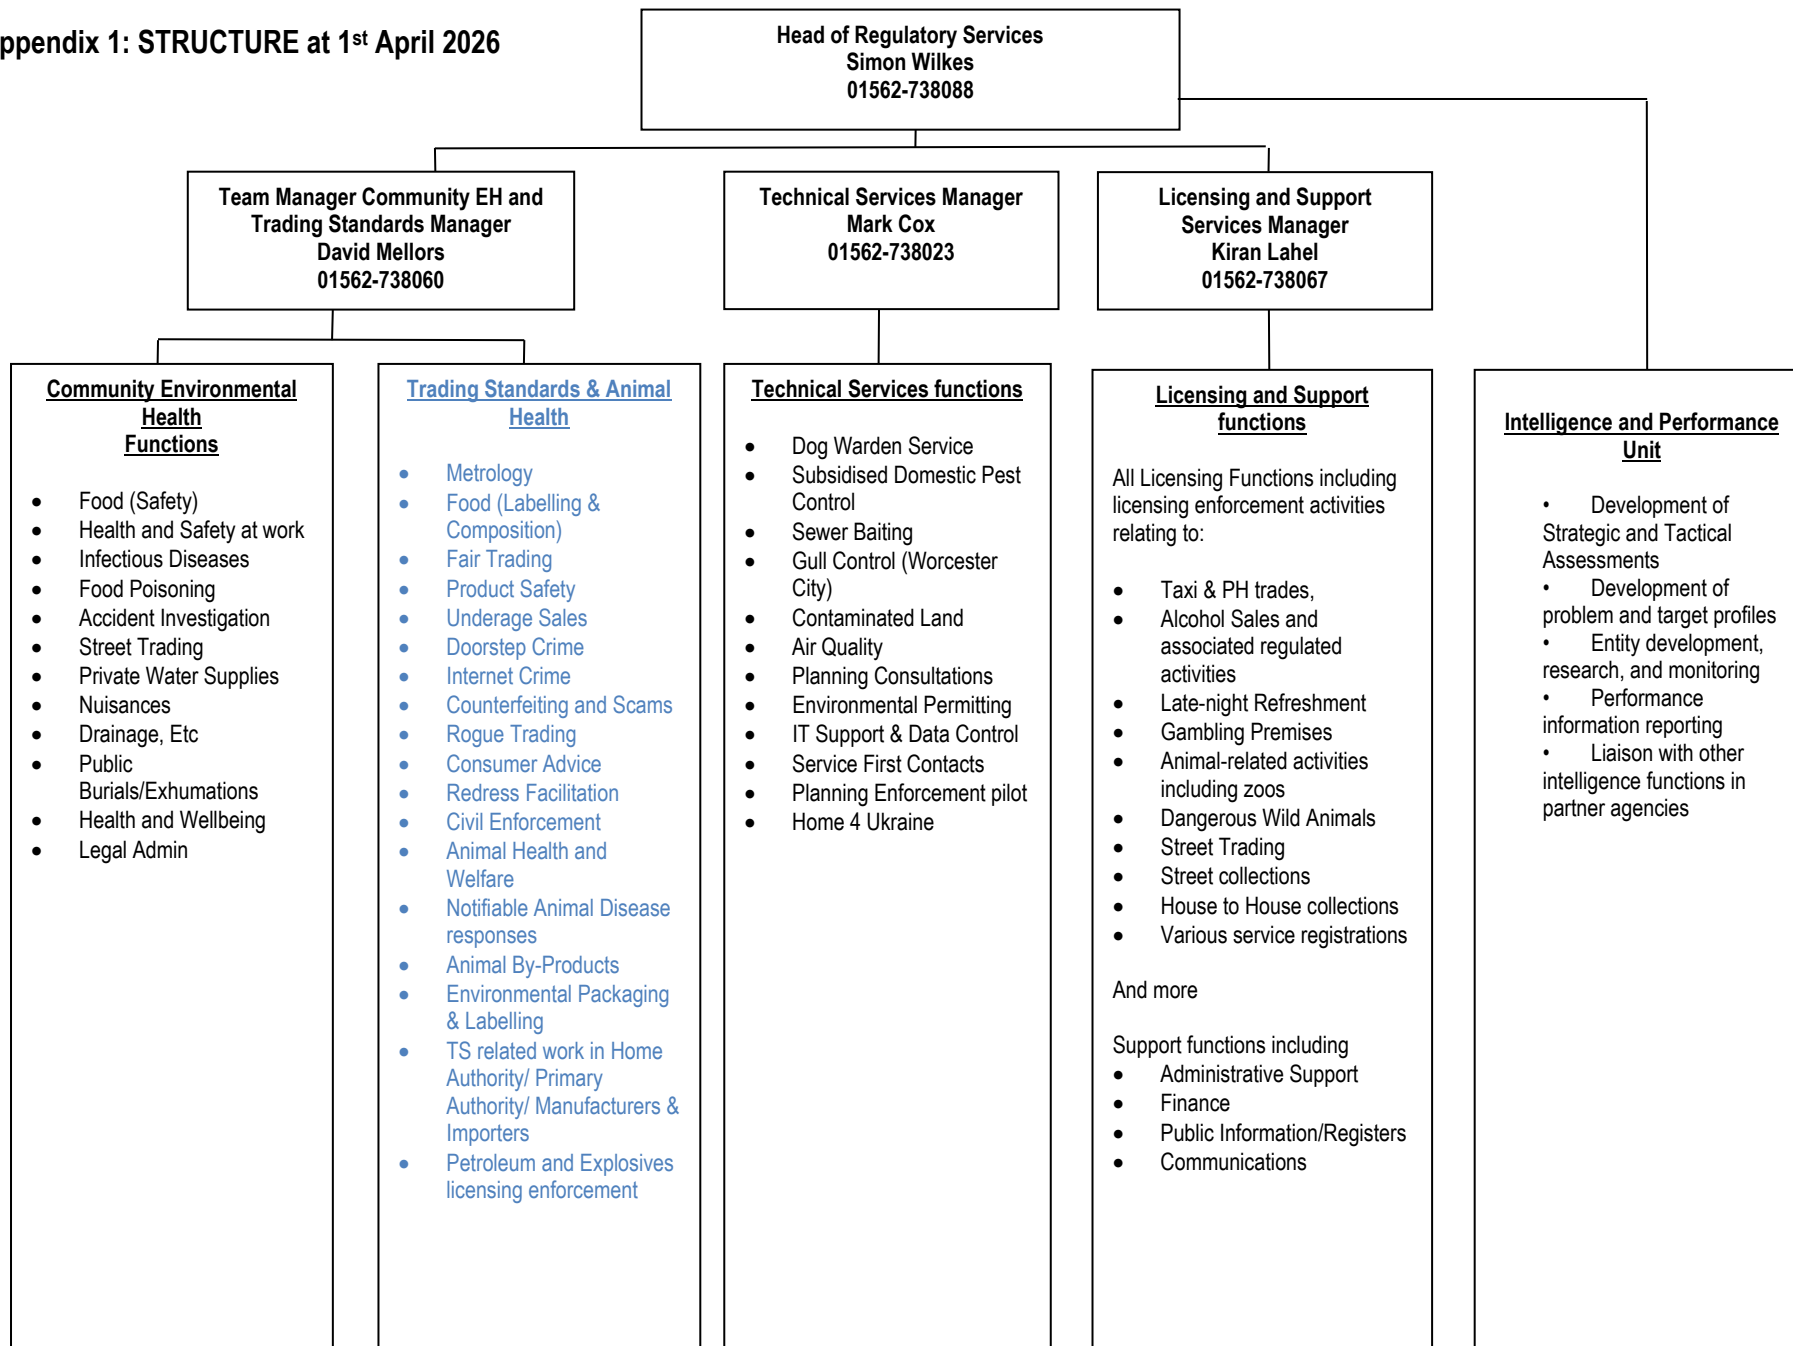 ppendix 1: STRUCTURE at 1st April 2026
Head of Regulatory Services
Simon Wilkes
01562-738088
Team Manager Community EH and
Trading Standards Manager
David Mellors
01562-738060
Technical Services Manager
Mark Cox
01562-738023
Licensing and Support
Services Manager
Kiran Lahel
01562-738067
Community Environmental
Health
Functions
• Food (Safety)
• Health and Safety at work
• Infectious Diseases
• Food Poisoning
• Accident Investigation
• Street Trading
• Private Water Supplies
• Nuisances
• Drainage, Etc
• Public
Burials/Exhumations
• Health and Wellbeing
• Legal Admin
Trading Standards & Animal
Health
• Metrology
• Food (Labelling &
Composition)
• Fair Trading
• Product Safety
• Underage Sales
• Doorstep Crime
• Internet Crime
• Counterfeiting and Scams
• Rogue Trading
• Consumer Advice
• Redress Facilitation
• Civil Enforcement
• Animal Health and
Welfare
• Notifiable Animal Disease
responses
• Animal By-Products
• Environmental Packaging
& Labelling
• TS related work in Home
Authority/ Primary
Authority/ Manufacturers &
Importers
• Petroleum and Explosives
licensing enforcement
Technical Services functions
• Dog Warden Service
• Subsidised Domestic Pest
Control
• Sewer Baiting
• Gull Control (Worcester
City)
• Contaminated Land
• Air Quality
• Planning Consultations
• Environmental Permitting
• IT Support & Data Control
• Service First Contacts
• Planning Enforcement pilot
• Home 4 Ukraine
Licensing and Support
functions
All Licensing Functions including
licensing enforcement activities
relating to:
• Taxi & PH trades,
• Alcohol Sales and
associated regulated
activities
• Late-night Refreshment
• Gambling Premises
• Animal-related activities
including zoos
• Dangerous Wild Animals
• Street Trading
• Street collections
• House to House collections
• Various service registrations
And more
Support functions including
• Administrative Support
• Finance
• Public Information/Registers
• Communications
Intelligence and Performance
Unit
• Development of
Strategic and Tactical
Assessments
• Development of
problem and target profiles
• Entity development,
research, and monitoring
• Performance
information reporting
• Liaison with other
intelligence functions in
partner agencies